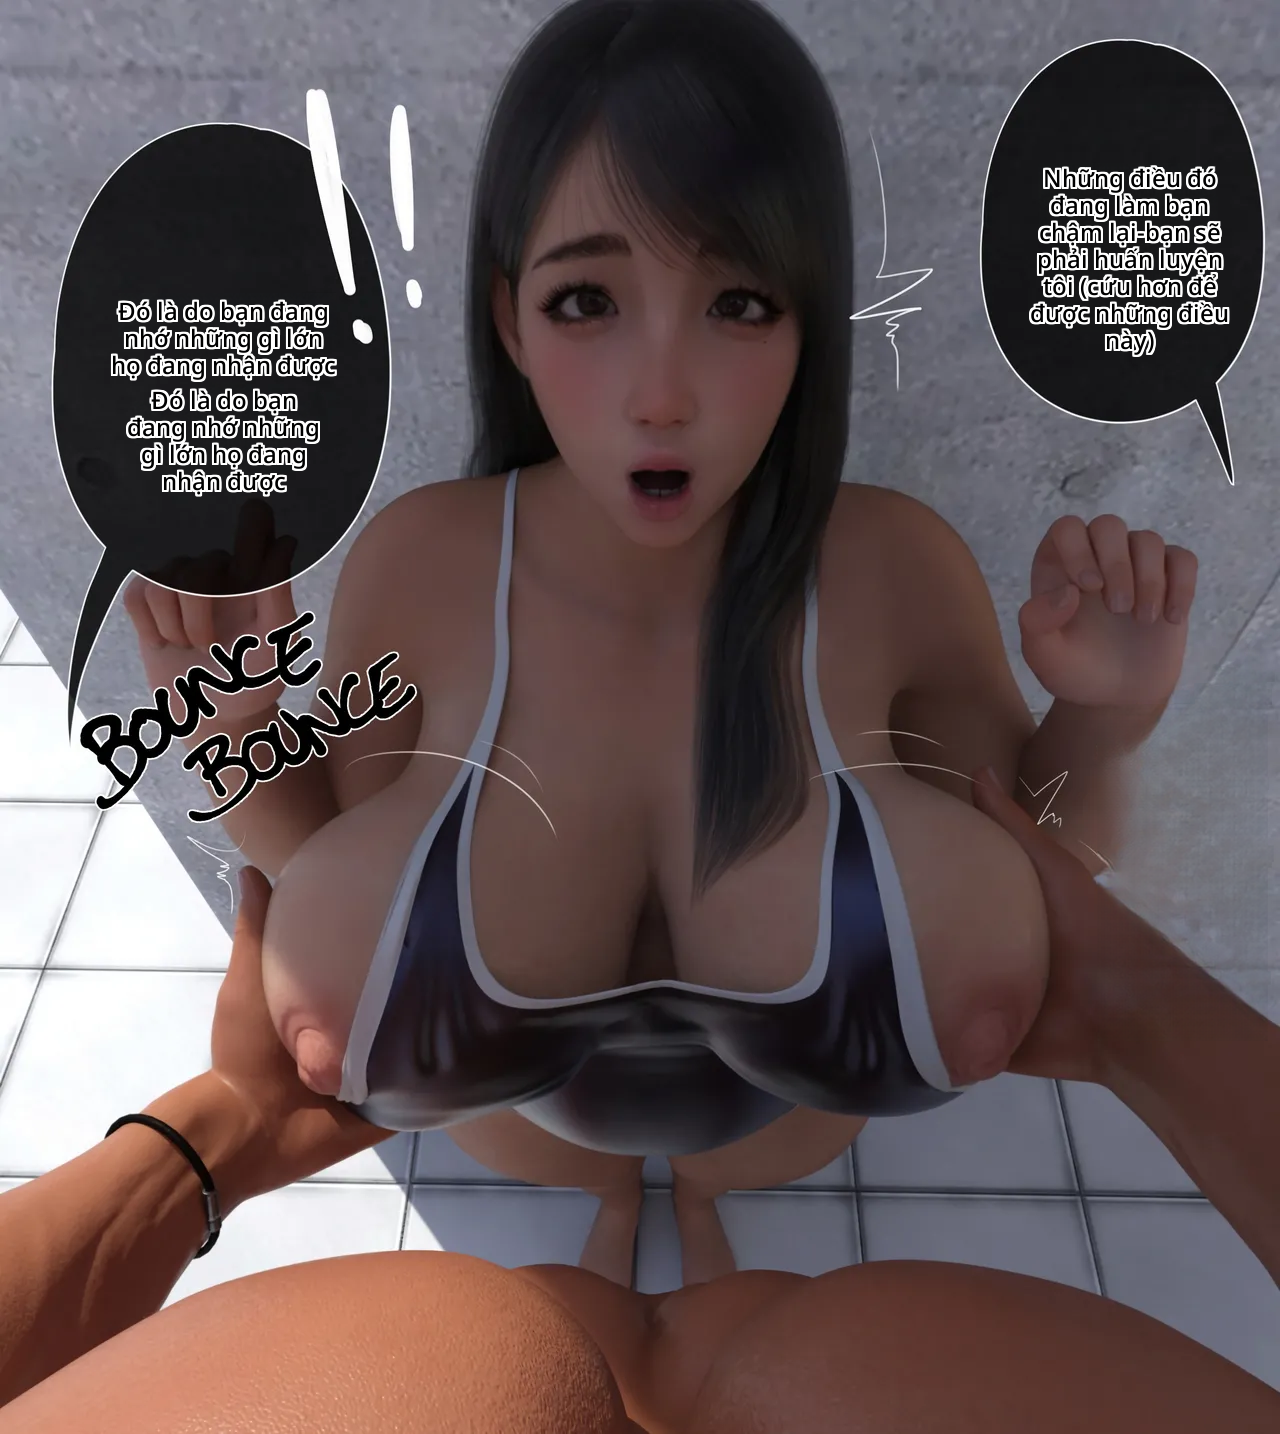 Những điều đó
đang làm bạn
chậm lại-bạn sẽ
phải huấn luyện
tôi (cứu hơn để
được những điều
này)
Đó là do bạn đang
nhớ những gì lớn
họ đang nhận được
Đó là do bạn
đang nhớ những
gì lớn họ đang
nhận được
BOUNCE
BOUNCE